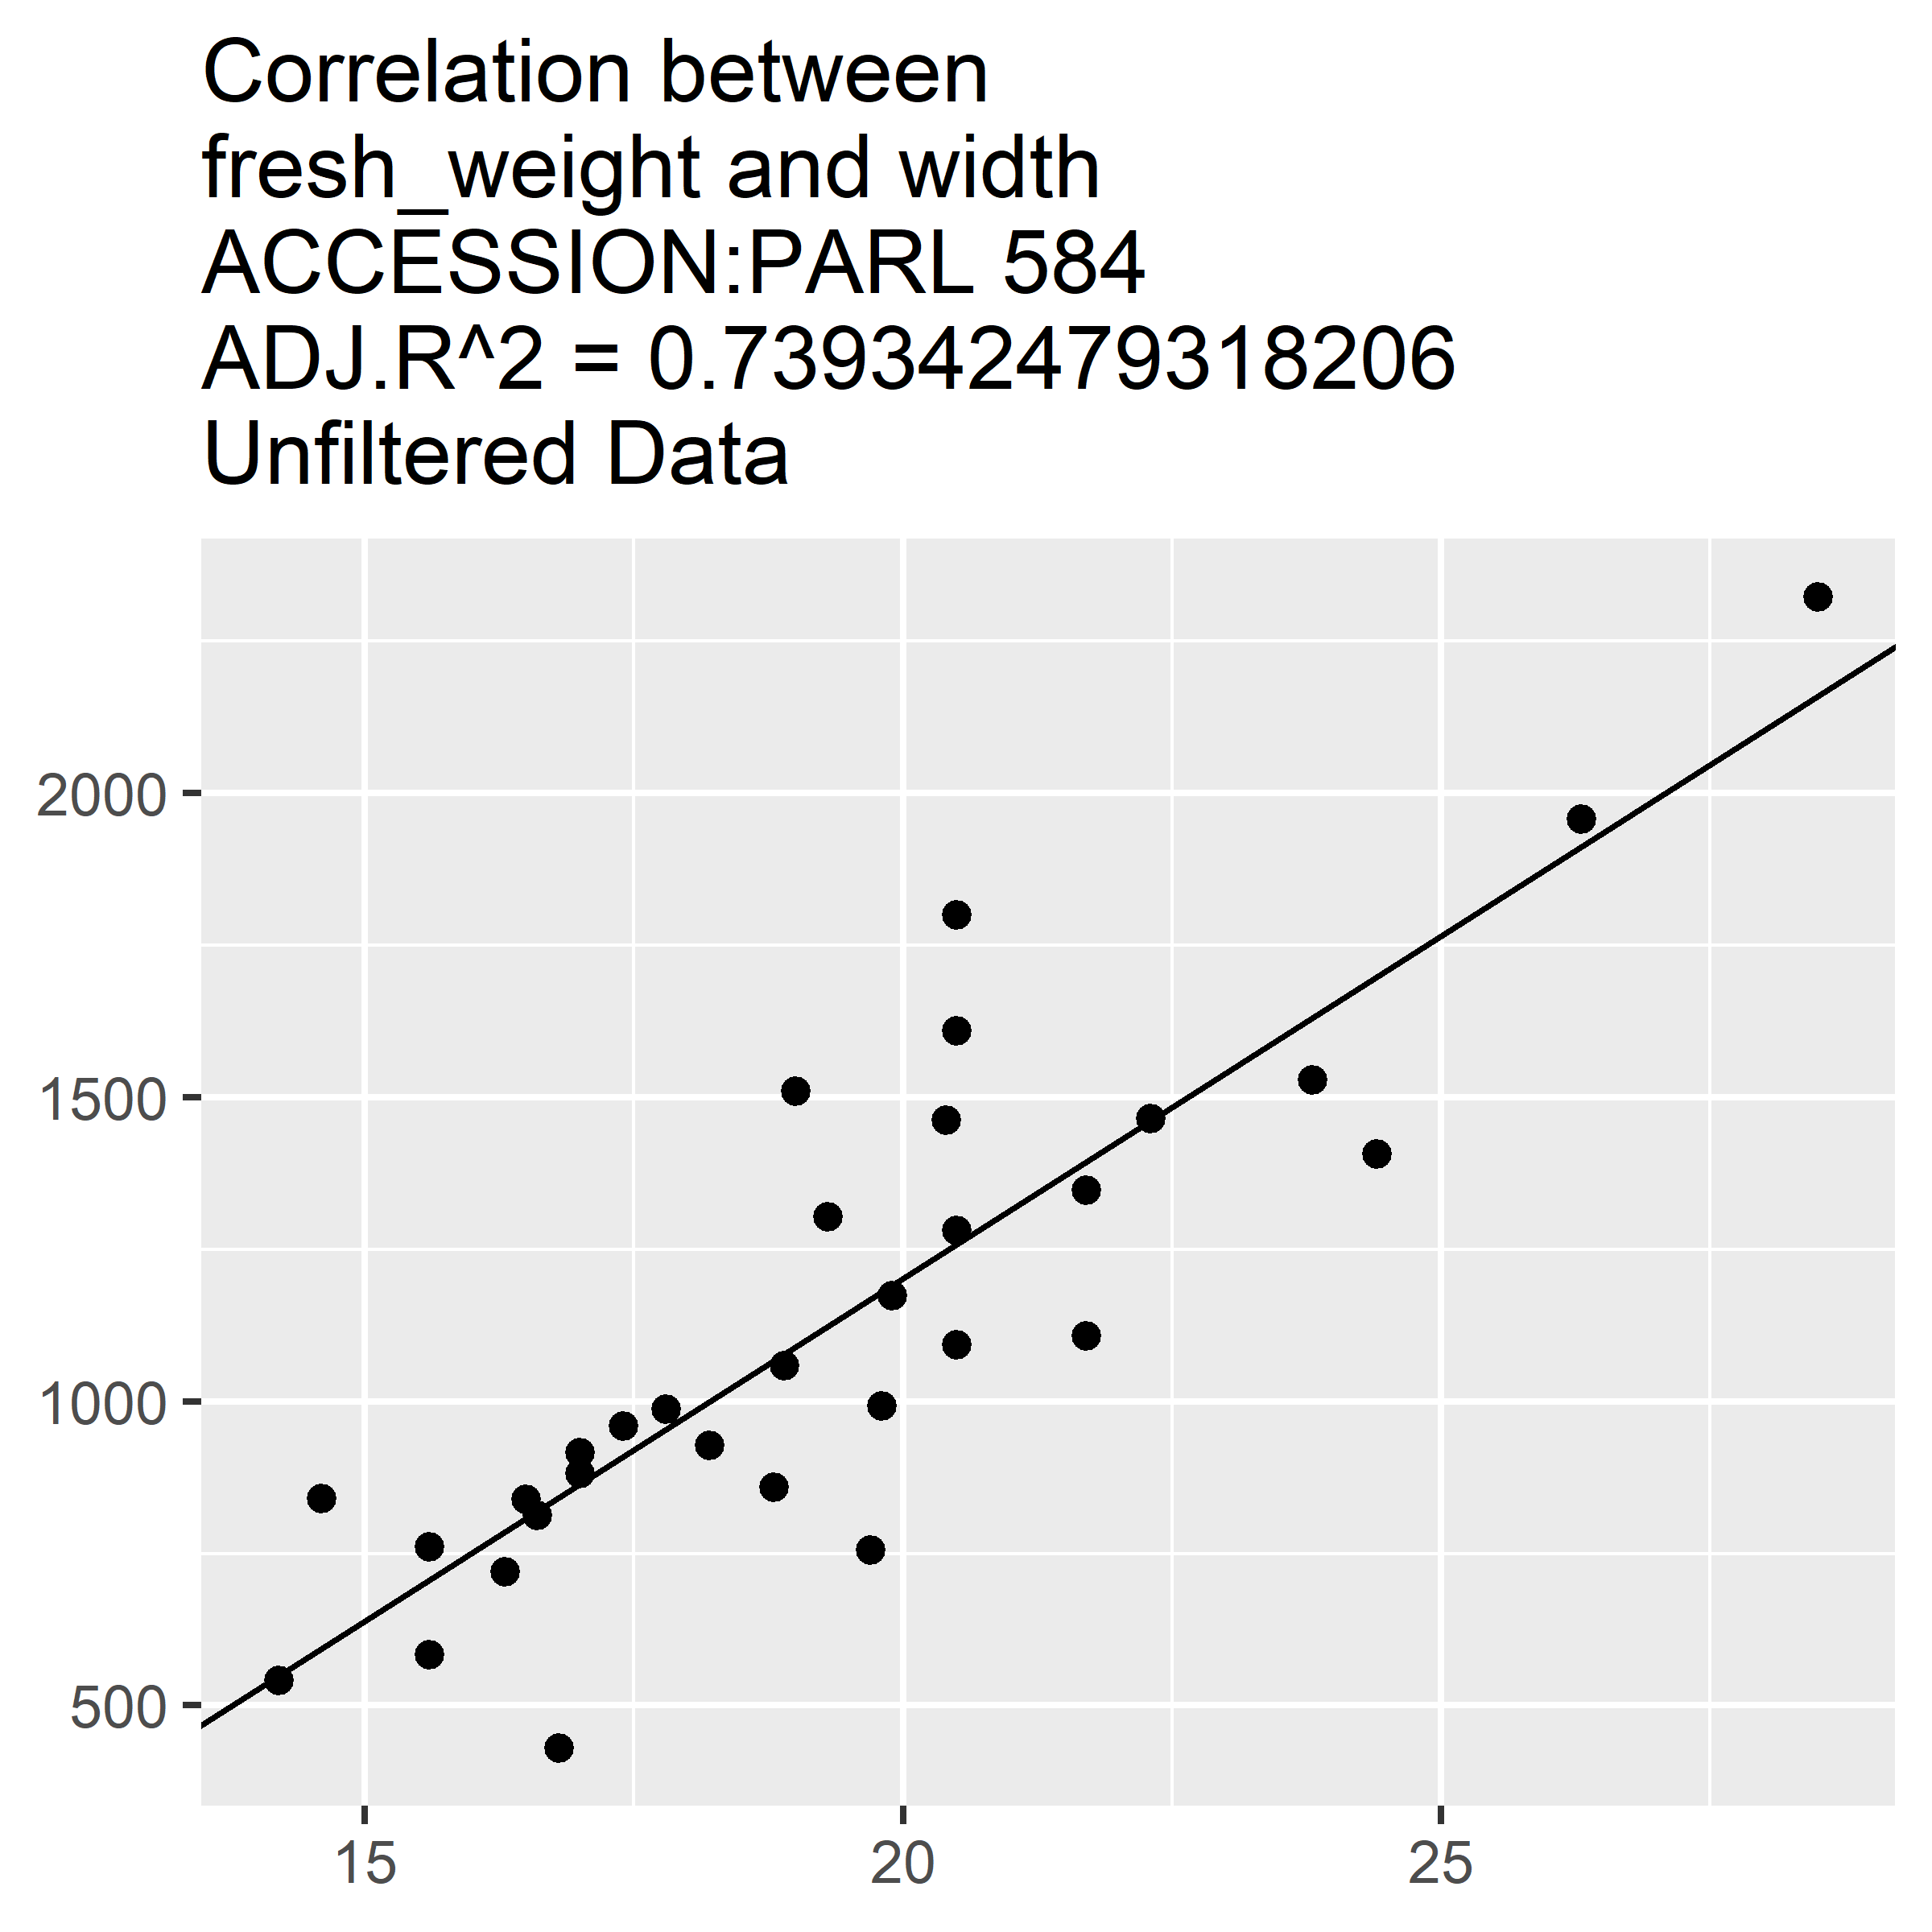 Correlation between
fresh_weight and width
ACCESSION:PARL 584
ADJ.R^2 = 0.739342479318206
Unfiltered Data
2000
1500
1000
500
15 20 25